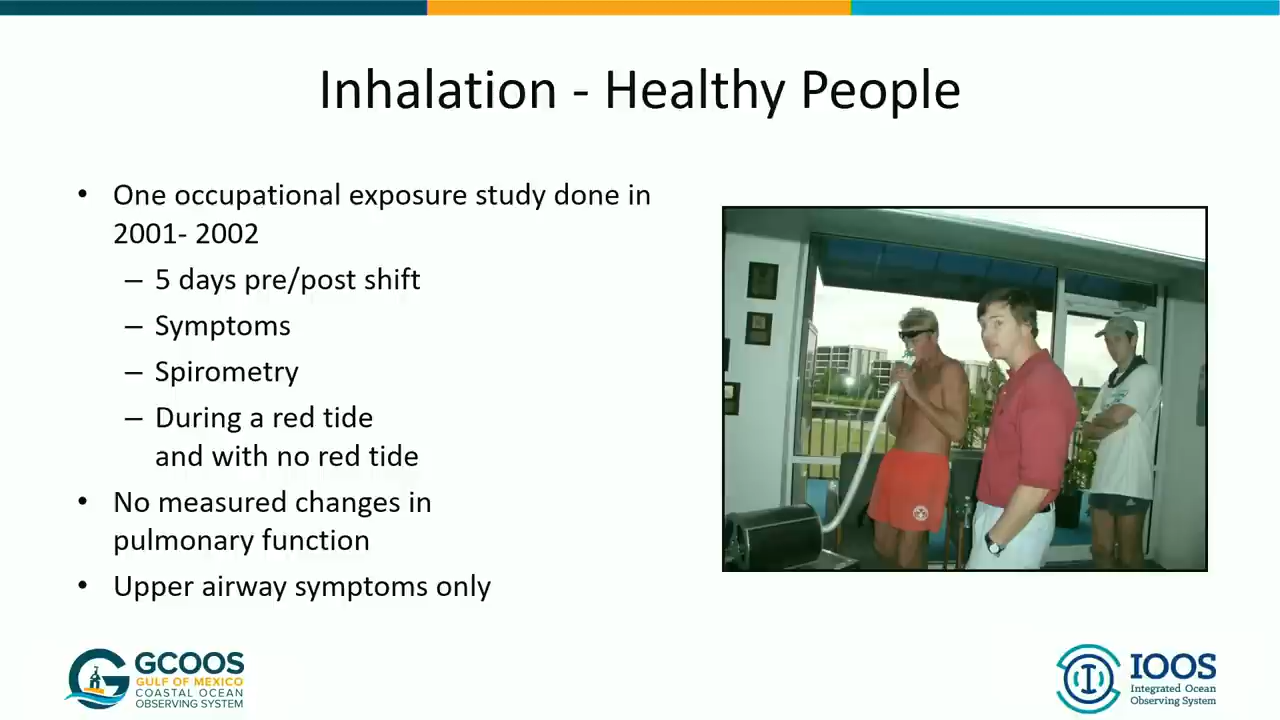 Inhalation - Healthy People
• One occupational exposure study done in
2001- 2002
– 5 days pre/post shift
– Symptoms
– Spirometry
– During a red tide
and with no red tide
• No measured changes in
pulmonary function
• Upper airway symptoms only
GCOOS
GULF OF MEXICO
COASTAL OCEAN
OBSERVING SYSTEM
IOOS
Integrated Ocean
Observing System